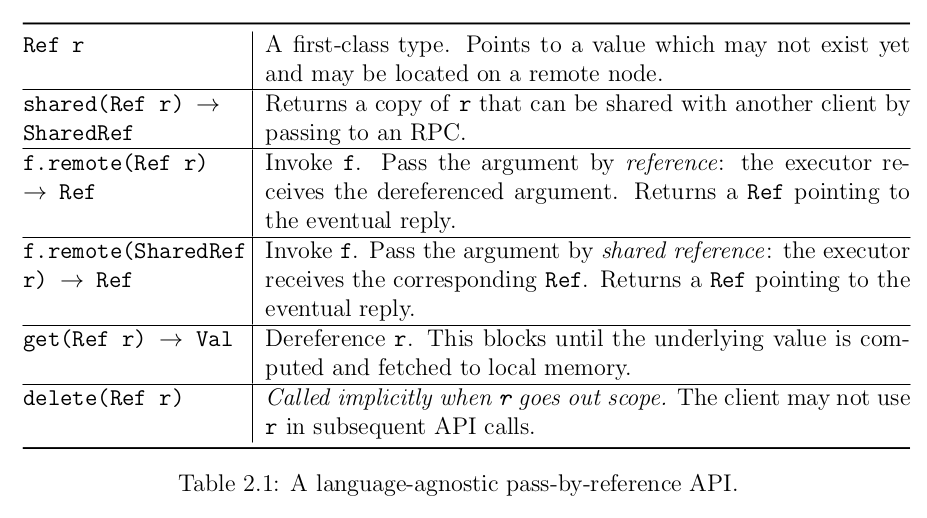 Ref r
A first-class type. Points to a value which may not exist yet
and may be located on a remote node.
shared(Ref r) →
SharedRef
Returns a copy of r that can be shared with another client by
passing to an RPC.
f.remote(Ref r)
→ Ref
Invoke f. Pass the argument by reference: the executor re-
ceives the dereferenced argument. Returns a Ref pointing to
the eventual reply.
f.remote(SharedRef
r) → Ref
Invoke f. Pass the argument by shared reference: the executor
receives the corresponding Ref. Returns a Ref pointing to the
eventual reply.
get(Ref r) → Val
Dereference r. This blocks until the underlying value is com-
puted and fetched to local memory.
delete(Ref r)
Called implicitly when r goes out scope. The client may not use
r in subsequent API calls.
Table 2.1: A language-agnostic pass-by-reference API.